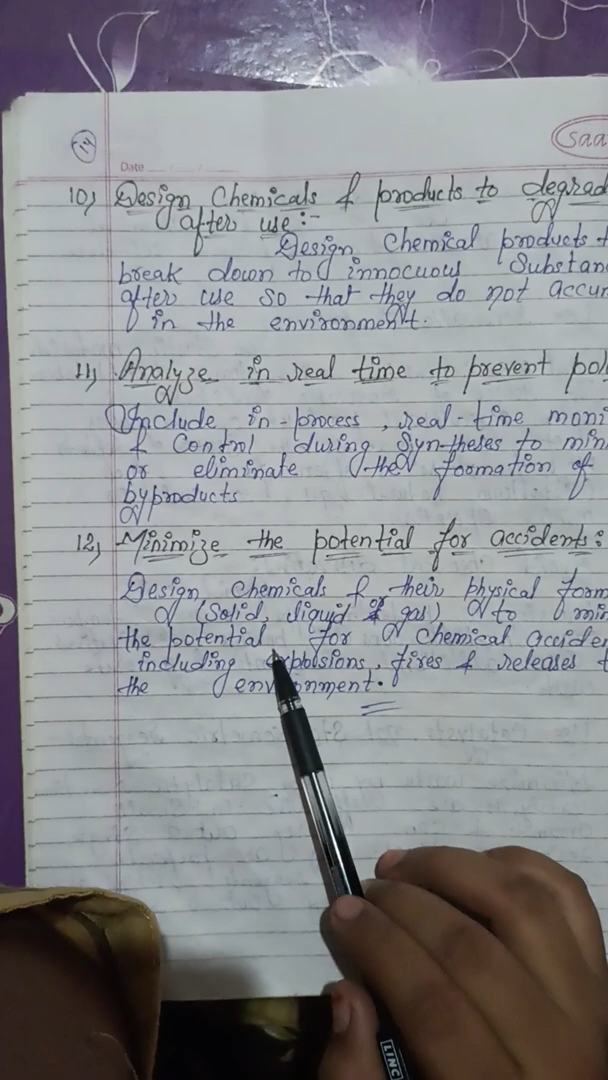 Date
10) Design Chemicals & products to degrad
after use:-
Design chemical products t
break down to innocuous Substan
after use so that they do not accum
in the environment.
11) Analyze in real time to prevent pol
Include in-process, real-time moni
& Control during Syn-theses to min
or eliminate the formation of
byproducts
12) Minimize the potential for accidents:
Design chemicals & their physical form
(Solid, liquid & gas) to min
the potential for chemical acciden
including explosions, fires & releases t
the environment.
LINC